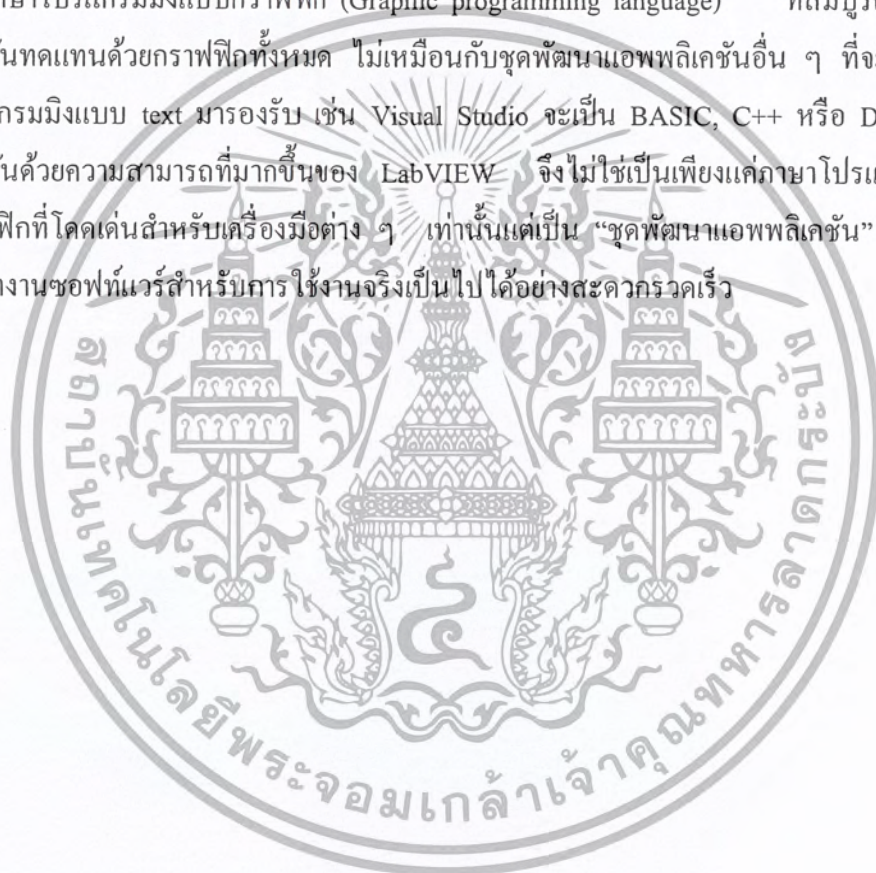 ษาโปรแกรมมิ่งแบบกราฟฟิก (Graphic programming language)
ันทดแทนด้วยกราฟฟิกทั้งหมด ไม่เหมือนกับชุดพัฒนาแอพพลิเคชันอื่น ๆ ที่จะ
กรมมิงแบบ text มารองรับ เช่น Visual Studio จะเป็น BASIC, C++ หรือ D
ันด้วยความสามารถที่มากขึ้นของ LabVIEW จึงไม่ใช่เป็นเพียงแค่ภาษาโปรแ
ฟิกที่โดดเด่นสำหรับเครื่องมือต่าง ๆ เท่านั้นแต่เป็น “ชุดพัฒนาแอพพลิเคชัน”
างานซอฟท์แวร์สำหรับการใช้งานจริงเป็นไปได้อย่างสะดวกรวดเร็ว
๔
สถาบันเทคโนโลยีพระจอมเกล้าเจ้าคุณทหารลาดกระบัง